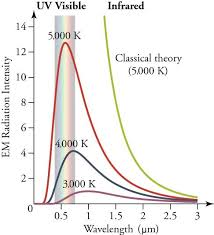 UV Visible Infrared
14
12
10
8
6
4
2
0
5,000 K
4,000 K
3,000 K
Classical theory
(5,000 K)
EM Radiation Intensity
0 0.5 1 1.5 2 2.5 3
Wavelength (μm)